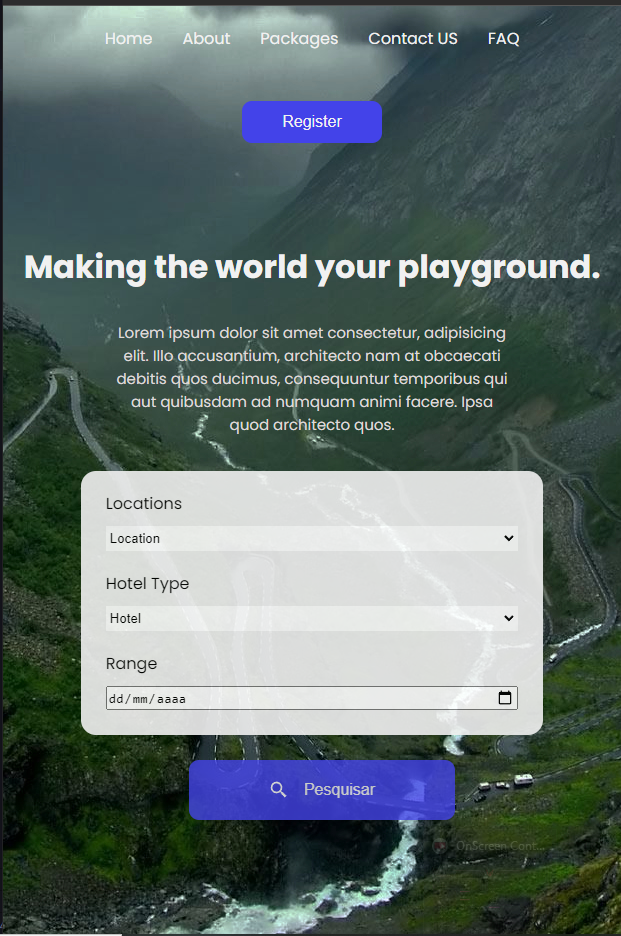 Home About Packages Contact US FAQ
Register
Making the world your playground.
Lorem ipsum dolor sit amet consectetur, adipisicing
elit. Illo accusantium, architecto nam at obcaecati
debitis quos ducimus, consequuntur temporibus qui
aut quibusdam ad numquam animi facere. Ipsa
quod architecto quos.
Locations
Location
Hotel Type
Hotel
Range
dd/mm/aaaa
Pesquisar
OnScreen Cont...